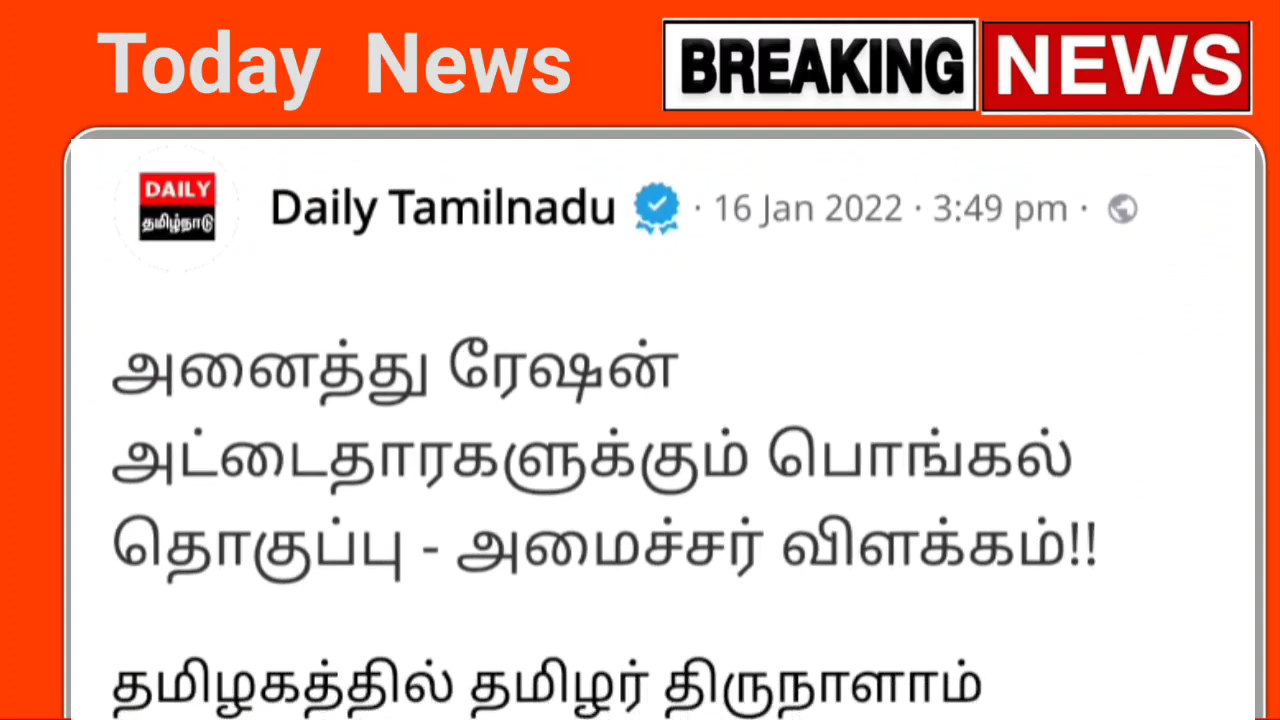 Today News
BREAKING NEWS
DAILY
தமிழ்நாடு
Daily Tamilnadu · 16 Jan 2022 · 3:49 pm ·
அனைத்து ரேஷன்
அட்டைதாரகளுக்கும் பொங்கல்
தொகுப்பு - அமைச்சர் விளக்கம்!!
தமிழகத்தில் தமிழர் திருநாளாம்